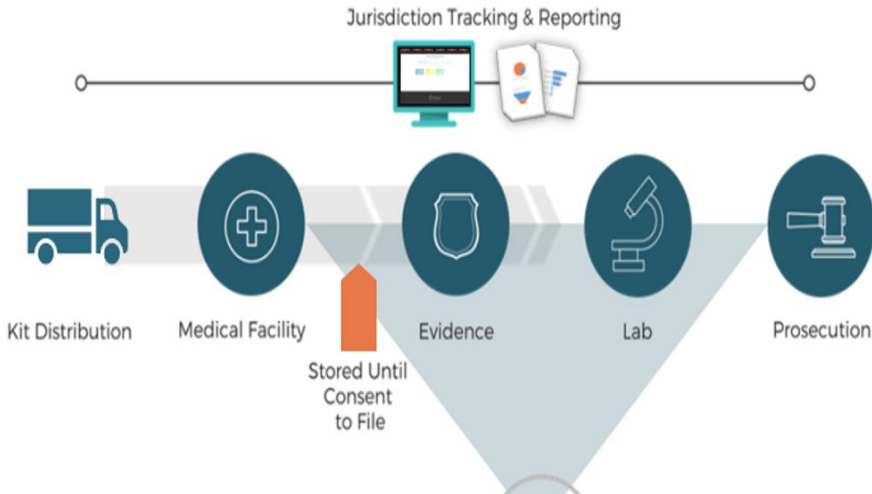 Jurisdiction Tracking & Reporting
Kit Distribution
Medical Facility
Evidence
Lab
Prosecution
Stored Until
Consent
to File